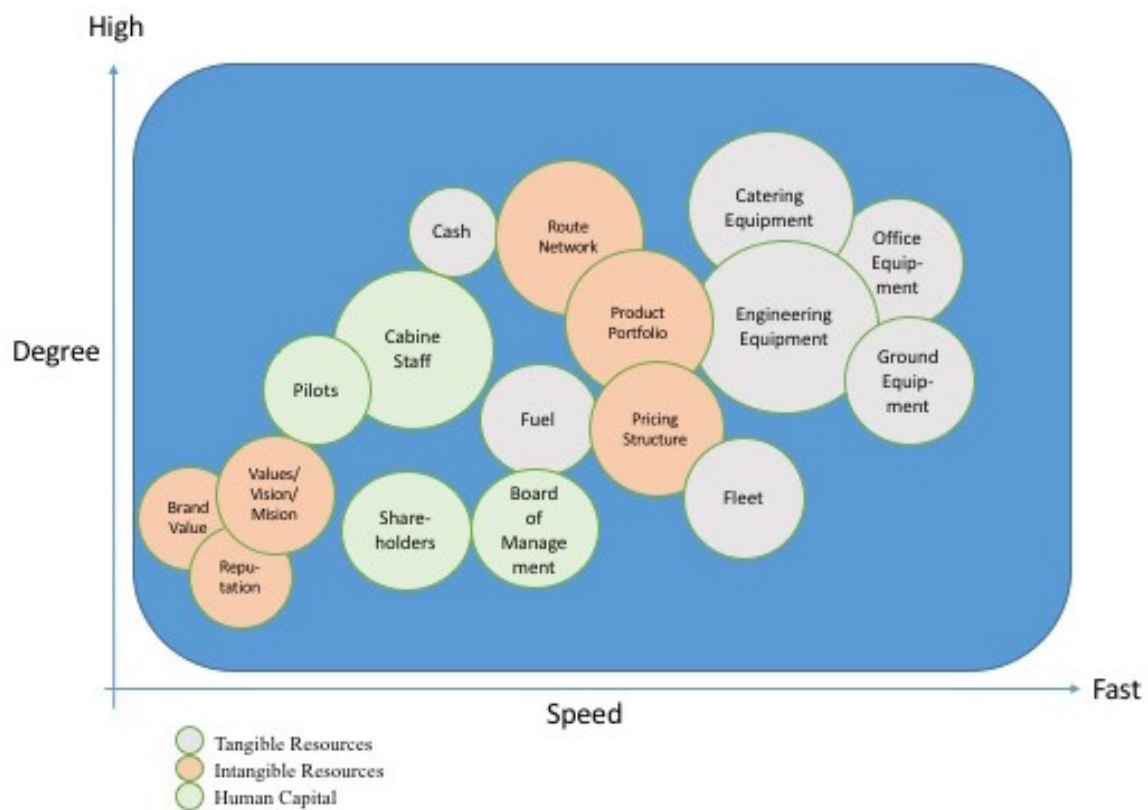 High
Catering
Equipment
Cash
Route
Network
Office
Equip-
ment
Product
Portfolio
Engineering
Equipment
Cabine
Staff
Degree
Ground
Equip-
ment
Pilots
Fuel
Pricing
Structure
Values/
Vision/
Mision
Brand
Value
Fleet
Share-
holders
Board
of
Manage
ment
Repu-
tation
Fast
Speed
Tangible Resources
Intangible Resources
Human Capital